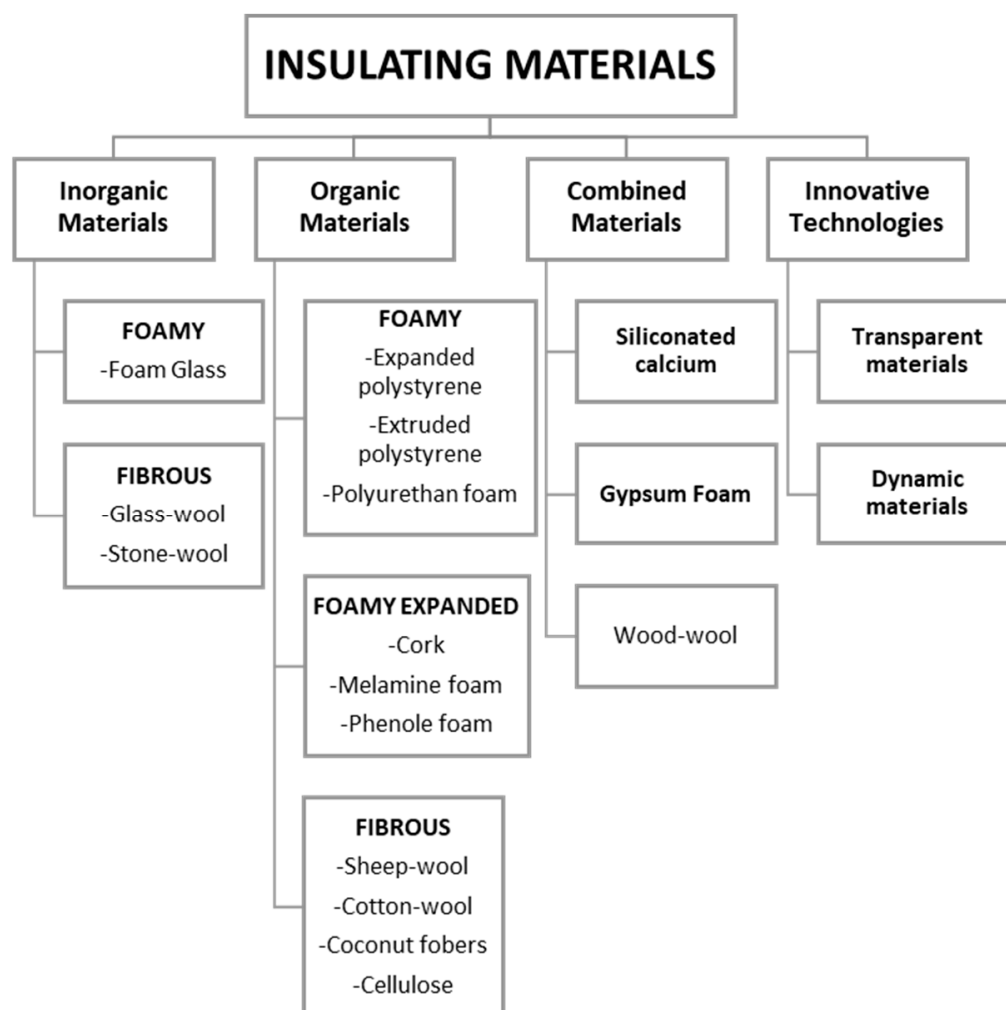 INSULATING MATERIALS
Inorganic
Materials
FOAMY
-Foam Glass
FIBROUS
-Glass-wool
-Stone-wool
Organic
Materials
FOAMY
-Expanded
polystyrene
-Extruded
polystyrene
-Polyurethan foam
FOAMY EXPANDED
-Cork
-Melamine foam
-Phenole foam
FIBROUS
-Sheep-wool
-Cotton-wool
-Coconut fobers
-Cellulose
Combined
Materials
Siliconated
calcium
Gypsum Foam
Wood-wool
Innovative
Technologies
Transparent
materials
Dynamic
materials